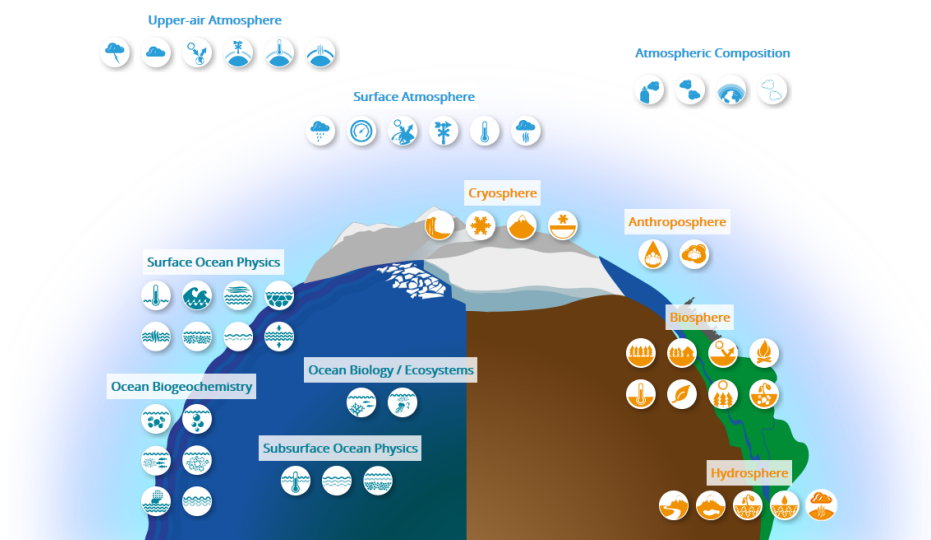 Upper-air Atmosphere
Atmospheric Composition
Surface Atmosphere
Cryosphere
Anthroposphere
Surface Ocean Physics
Biosphere
Ocean Biology / Ecosystems
Ocean Biogeochemistry
Subsurface Ocean Physics
Hydrosphere